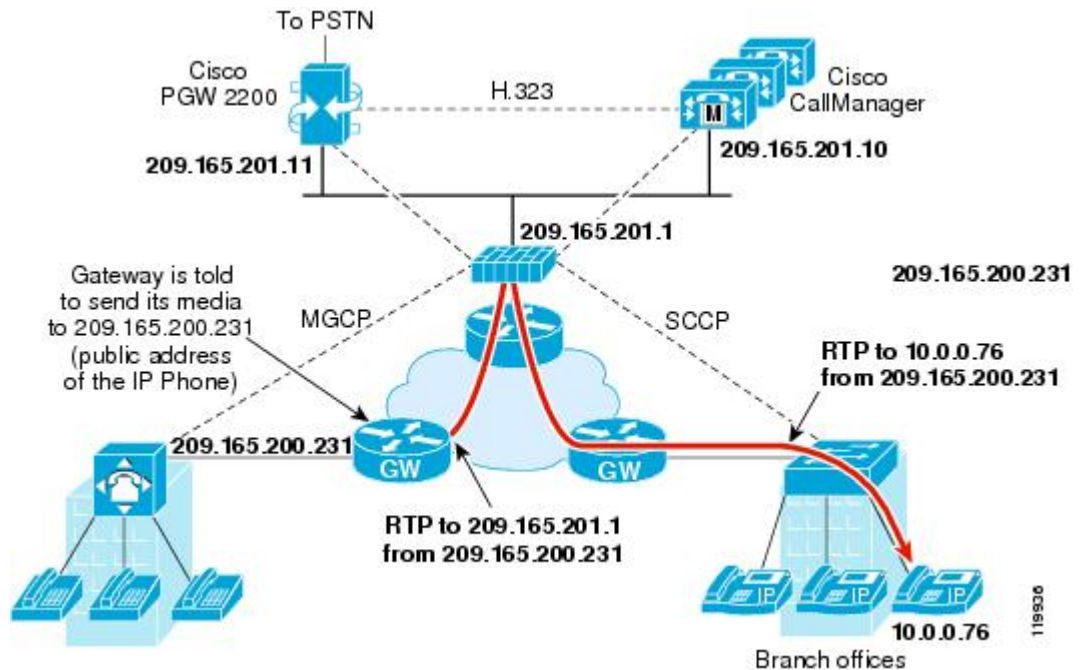 To PSTN
Cisco
PGW 2200
H.323
Cisco
CallManager
M
209.165.201.11
209.165.201.10
209.165.201.1
Gateway is told
to send its media
to 209.165.200.231
(public address
of the IP Phone)
MGCP
SCCP
209.165.200.231
RTP to 10.0.0.76
from 209.165.200.231
209.165.200.231
GW
GW
RTP to 209.165.201.1
from 209.165.200.231
IP
IP
IP
10.0.0.76
Branch offices
119936